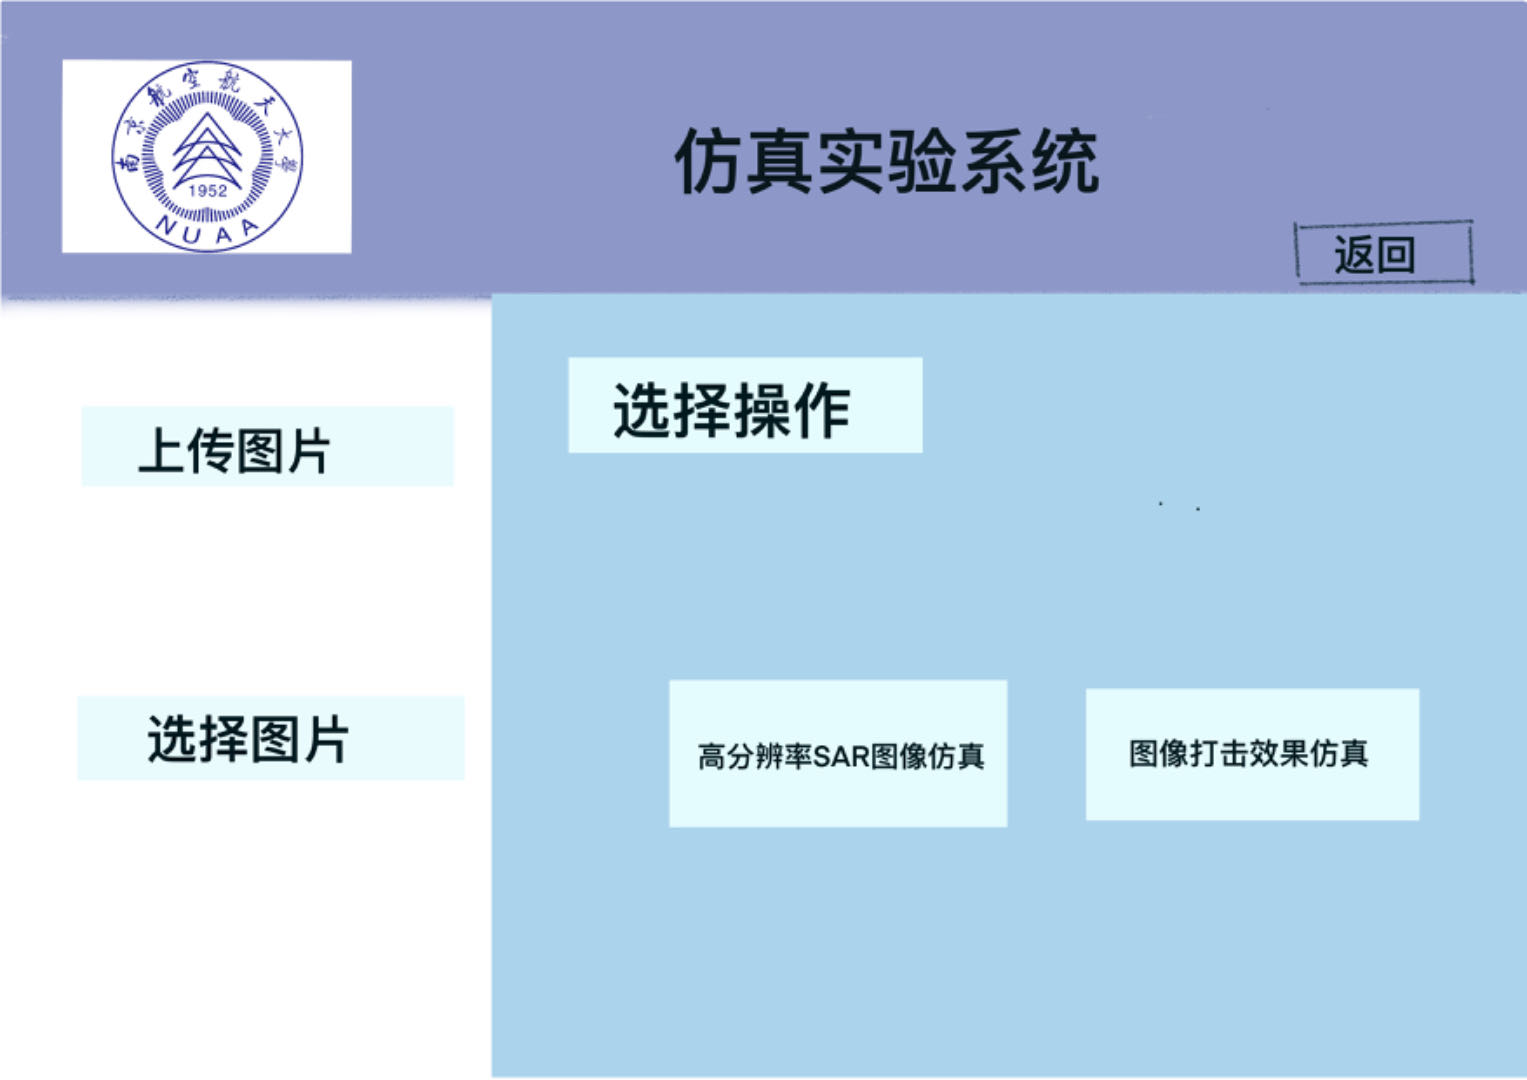 南京航空航天大学
1952
NUAA
仿真实验系统
返回
上传图片
选择操作
选择图片
高分辨率SAR图像仿真
图像打击效果仿真